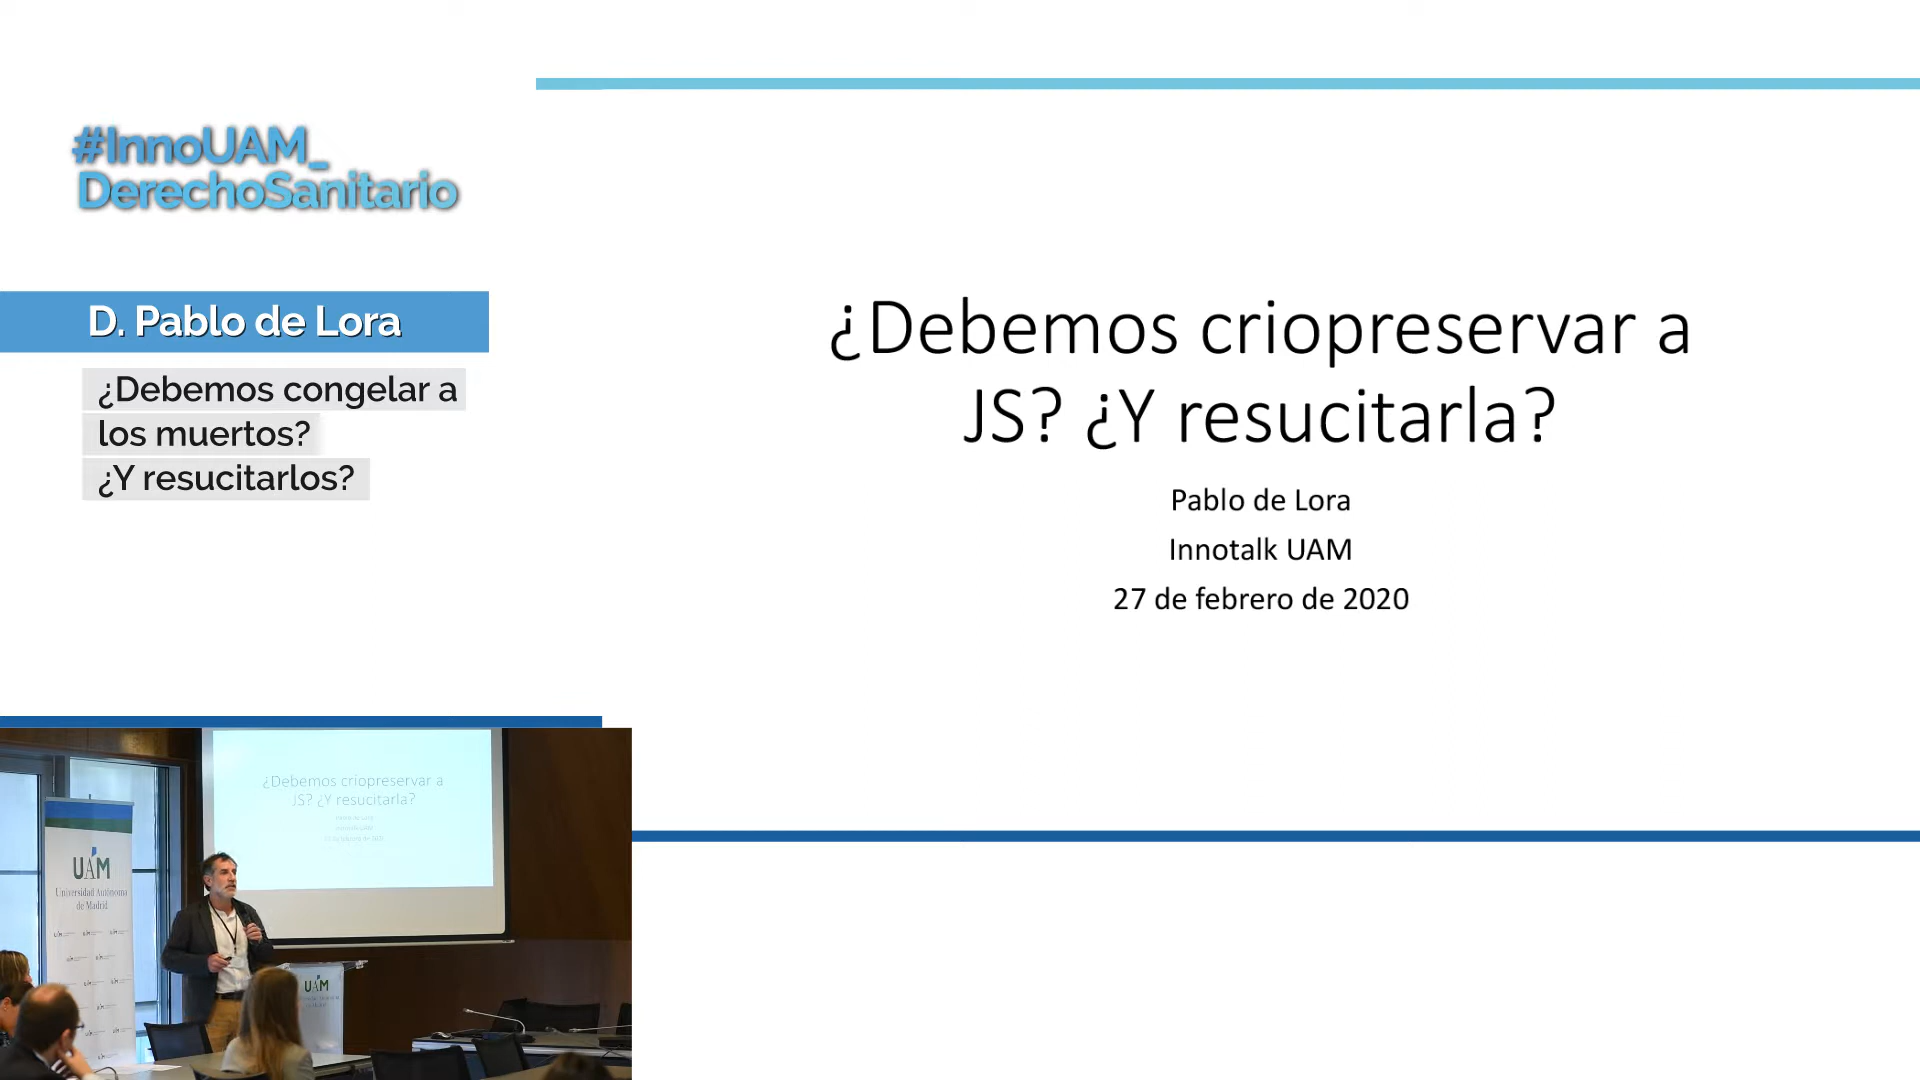 #InnoUAM_
DerechoSanitario
D. Pablo de Lora
¿Debemos congelar a
los muertos?
¿Y resucitarlos?
¿Debemos criopreservar a
JS? ¿Y resucitarla?
Pablo de Lora
Innotalk UAM
27 de febrero de 2020
¿Debemos criopreservar a
JS? ¿Y resucitarla?
UAM
Universidad Autónoma
de Madrid
UAM